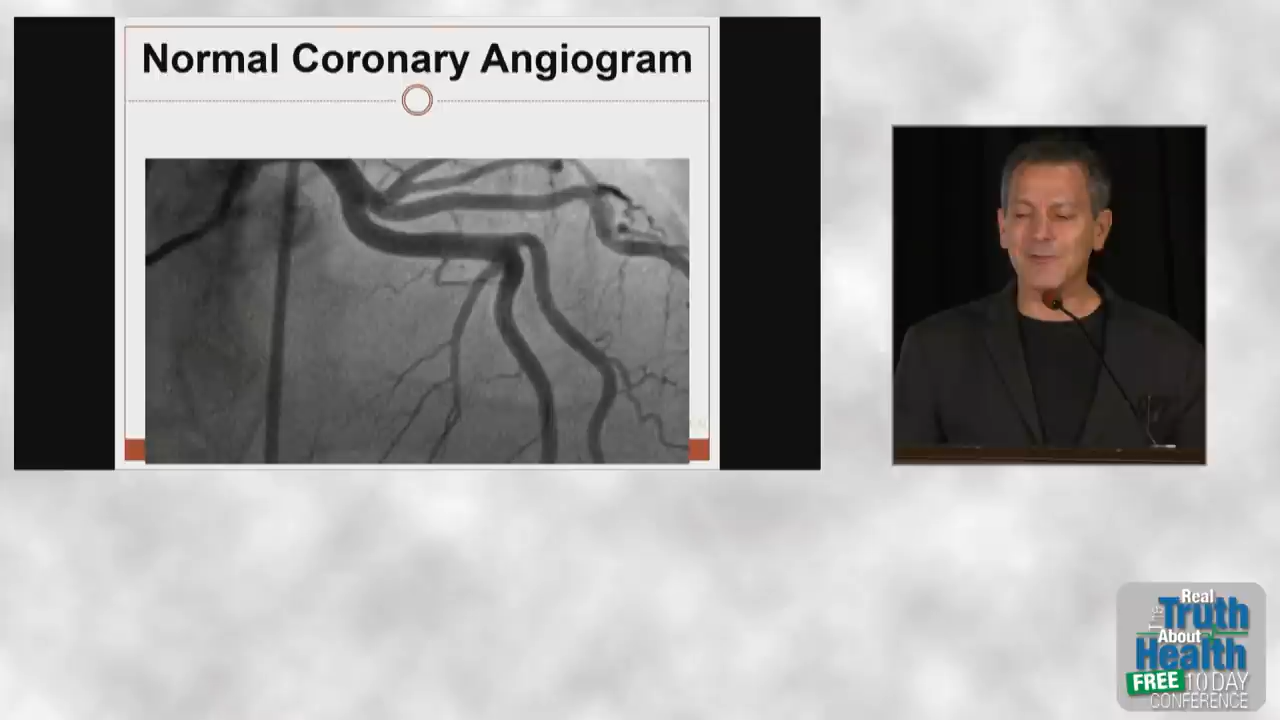 Normal Coronary Angiogram
The Real
Truth
About
Health
FREE 10 DAY
CONFERENCE